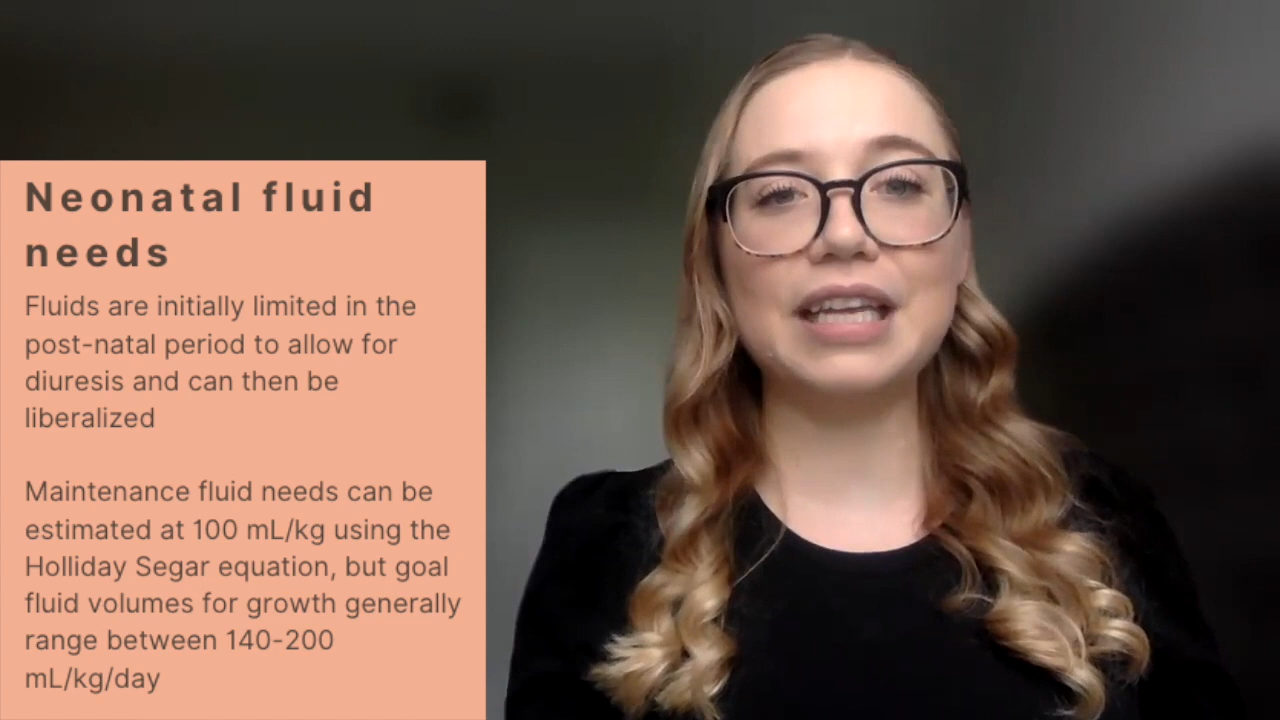 Neonatal fluid
needs
Fluids are initially limited in the
post-natal period to allow for
diuresis and can then be
liberalized
Maintenance fluid needs can be
estimated at 100 mL/kg using the
Holliday Segar equation, but goal
fluid volumes for growth generally
range between 140-200
mL/kg/day